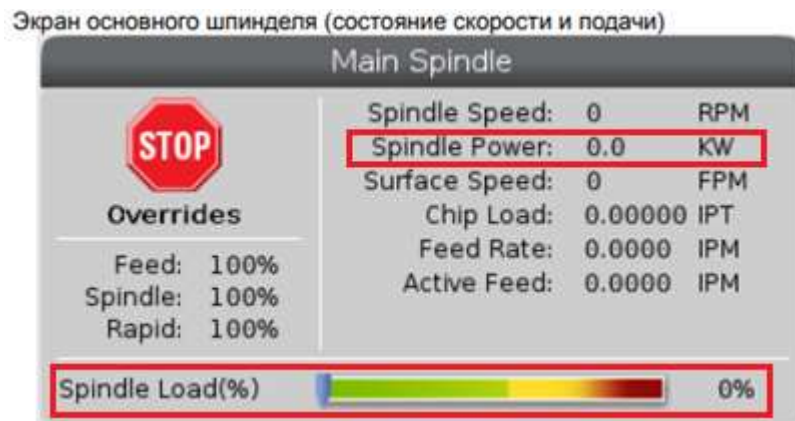 Экран основного шпинделя (состояние скорости и подачи)
Main Spindle
STOP
Overrides
Feed: 100%
Spindle: 100%
Rapid: 100%
Spindle Speed: 0 RPM
Spindle Power: 0.0 KW
Surface Speed: 0 FPM
Chip Load: 0.00000 IPT
Feed Rate: 0.0000 IPM
Active Feed: 0.0000 IPM
Spindle Load(%) 0%